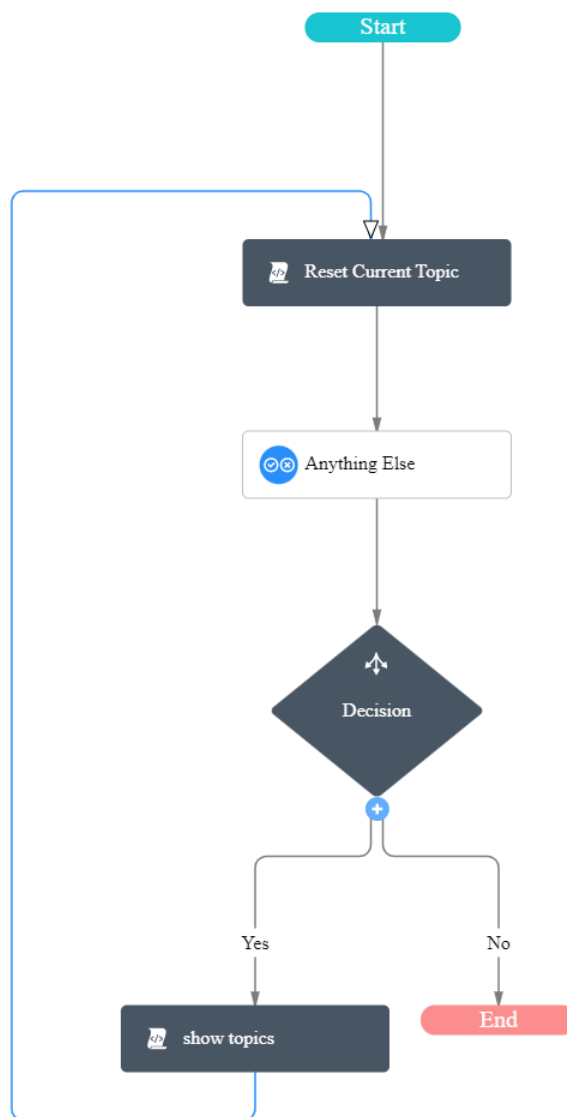 Start
Reset Current Topic
Anything Else
Decision
Yes
No
show topics
End